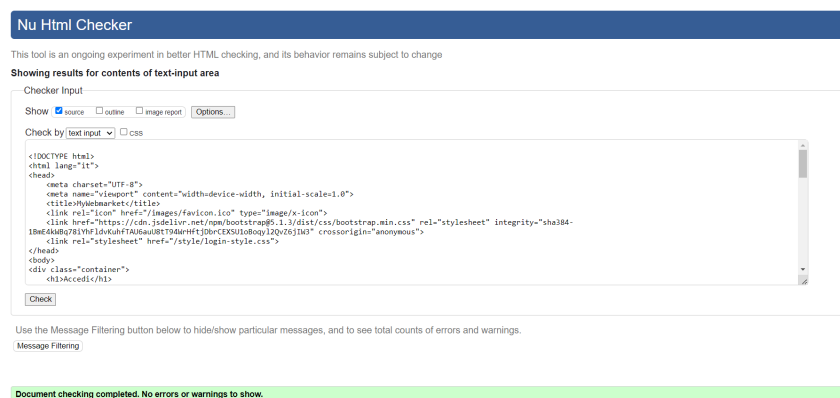 Nu Html Checker
This tool is an ongoing experiment in better HTML checking, and its behavior remains subject to change
Showing results for contents of text-input area
Checker Input
Show source outline image report Options...
Check by text input css
<!DOCTYPE html>
<html lang="it">
<head>
<meta charset="UTF-8">
<meta name="viewport" content="width=device-width, initial-scale=1.0">
<title>MyWebmarket</title>
<link rel="icon" href="/images/favicon.ico" type="image/x-icon">
<link href="https://cdn.jsdelivr.net/npm/bootstrap@5.1.3/dist/css/bootstrap.min.css" rel="stylesheet" integrity="sha384-
1BmE4kWBq78iYhFldvKuhfTAU6auU8tT94WrHftjDbrCEXSU1oBoqyl2QvZ6jIW3" crossorigin="anonymous">
<link rel="stylesheet" href="/style/login-style.css">
</head>
<body>
<div class="container">
<h1>Accedi</h1>
Check
Use the Message Filtering button below to hide/show particular messages, and to see total counts of errors and warnings.
Message Filtering
Document checking completed. No errors or warnings to show.